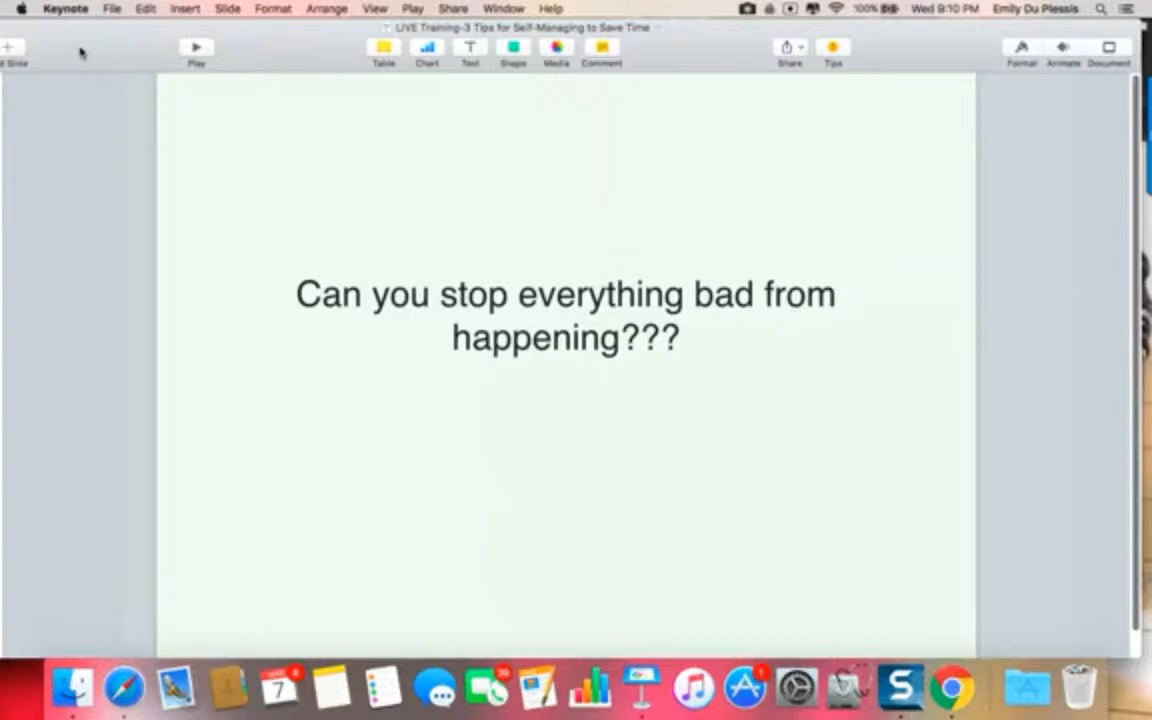 Keynote File Edit Insert Slide Format Arrange View Play Share Window Help 100% Wed 9:10 PM Emily Du Plessis
LIVE Training-3 Tips for Self-Managing to Save Time
Slide Play Table Chart Text Shape Media Comment Share Tips Format Animate Document
Can you stop everything bad from
happening???
7